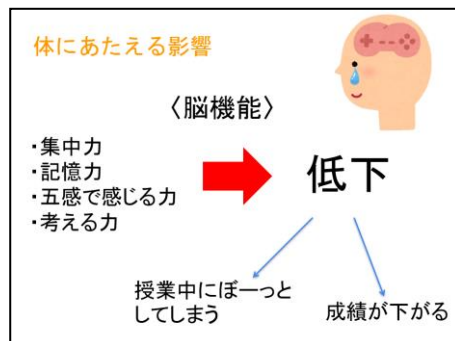 体にあたえる影響
〈脳機能〉
・集中力
・記憶力
・五感で感じる力
・考える力
低下
授業中にぼーっと
してしまう
成績が下がる